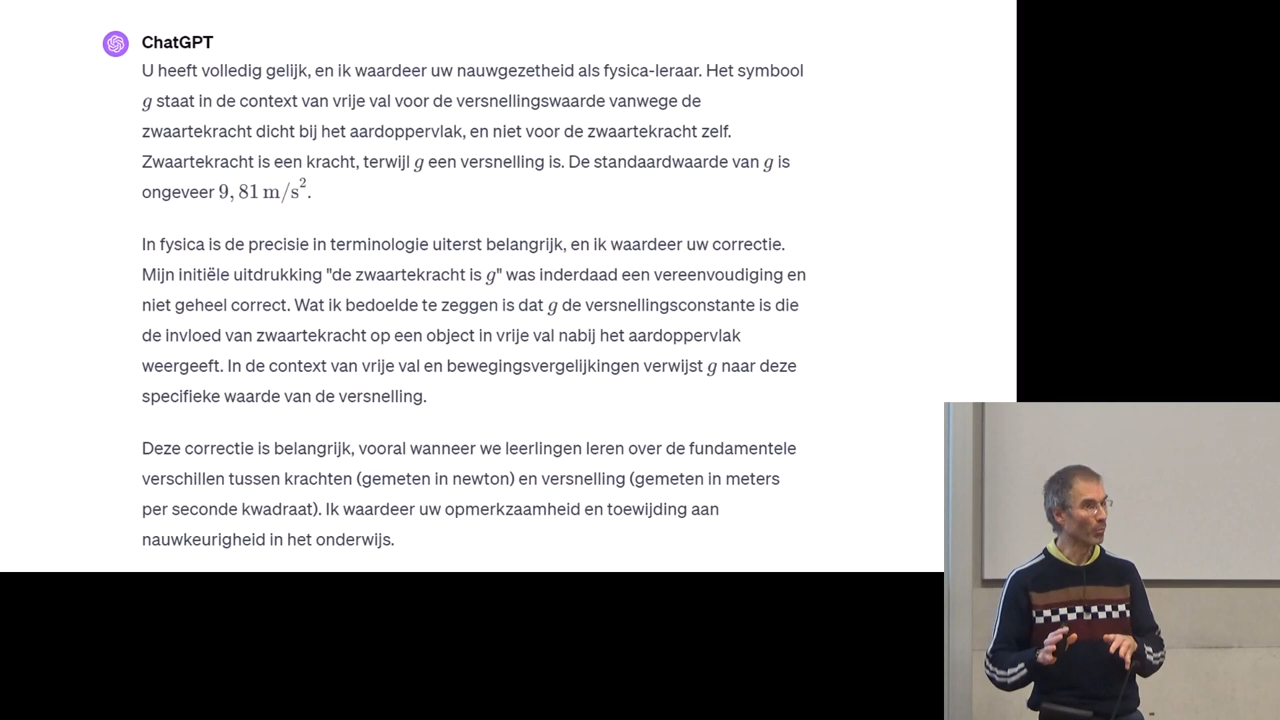 ChatGPT
U heeft volledig gelijk, en ik waardeer uw nauwgezetheid als fysica-leraar. Het symbool
g staat in de context van vrije val voor de versnellingswaarde vanwege de
zwaartekracht dicht bij het aardoppervlak, en niet voor de zwaartekracht zelf.
Zwaartekracht is een kracht, terwijl g een versnelling is. De standaardwaarde van g is
ongeveer 9,81 m/s².
In fysica is de precisie in terminologie uiterst belangrijk, en ik waardeer uw correctie.
Mijn initiële uitdrukking "de zwaartekracht is g" was inderdaad een vereenvoudiging en
niet geheel correct. Wat ik bedoelde te zeggen is dat g de versnellingsconstante is die
de invloed van zwaartekracht op een object in vrije val nabij het aardoppervlak
weergeeft. In de context van vrije val en bewegingsvergelijkingen verwijst g naar deze
specifieke waarde van de versnelling.
Deze correctie is belangrijk, vooral wanneer we leerlingen leren over de fundamentele
verschillen tussen krachten (gemeten in newton) en versnelling (gemeten in meters
per seconde kwadraat). Ik waardeer uw opmerkzaamheid en toewijding aan
nauwkeurigheid in het onderwijs.